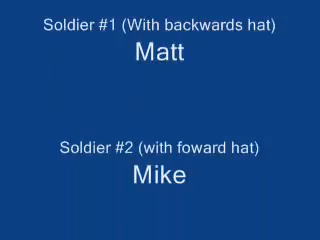 Soldier #1 (With backwards hat)
Matt
Soldier #2 (with foward hat)
Mike